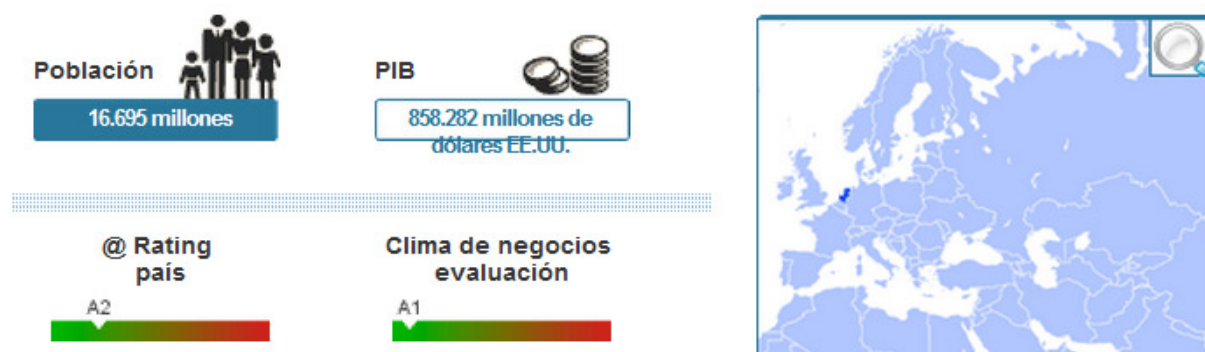 Población
16.695 millones
PIB
858.282 millones de
dólares EE.UU.
@ Rating
país
A2
Clima de negocios
evaluación
A1